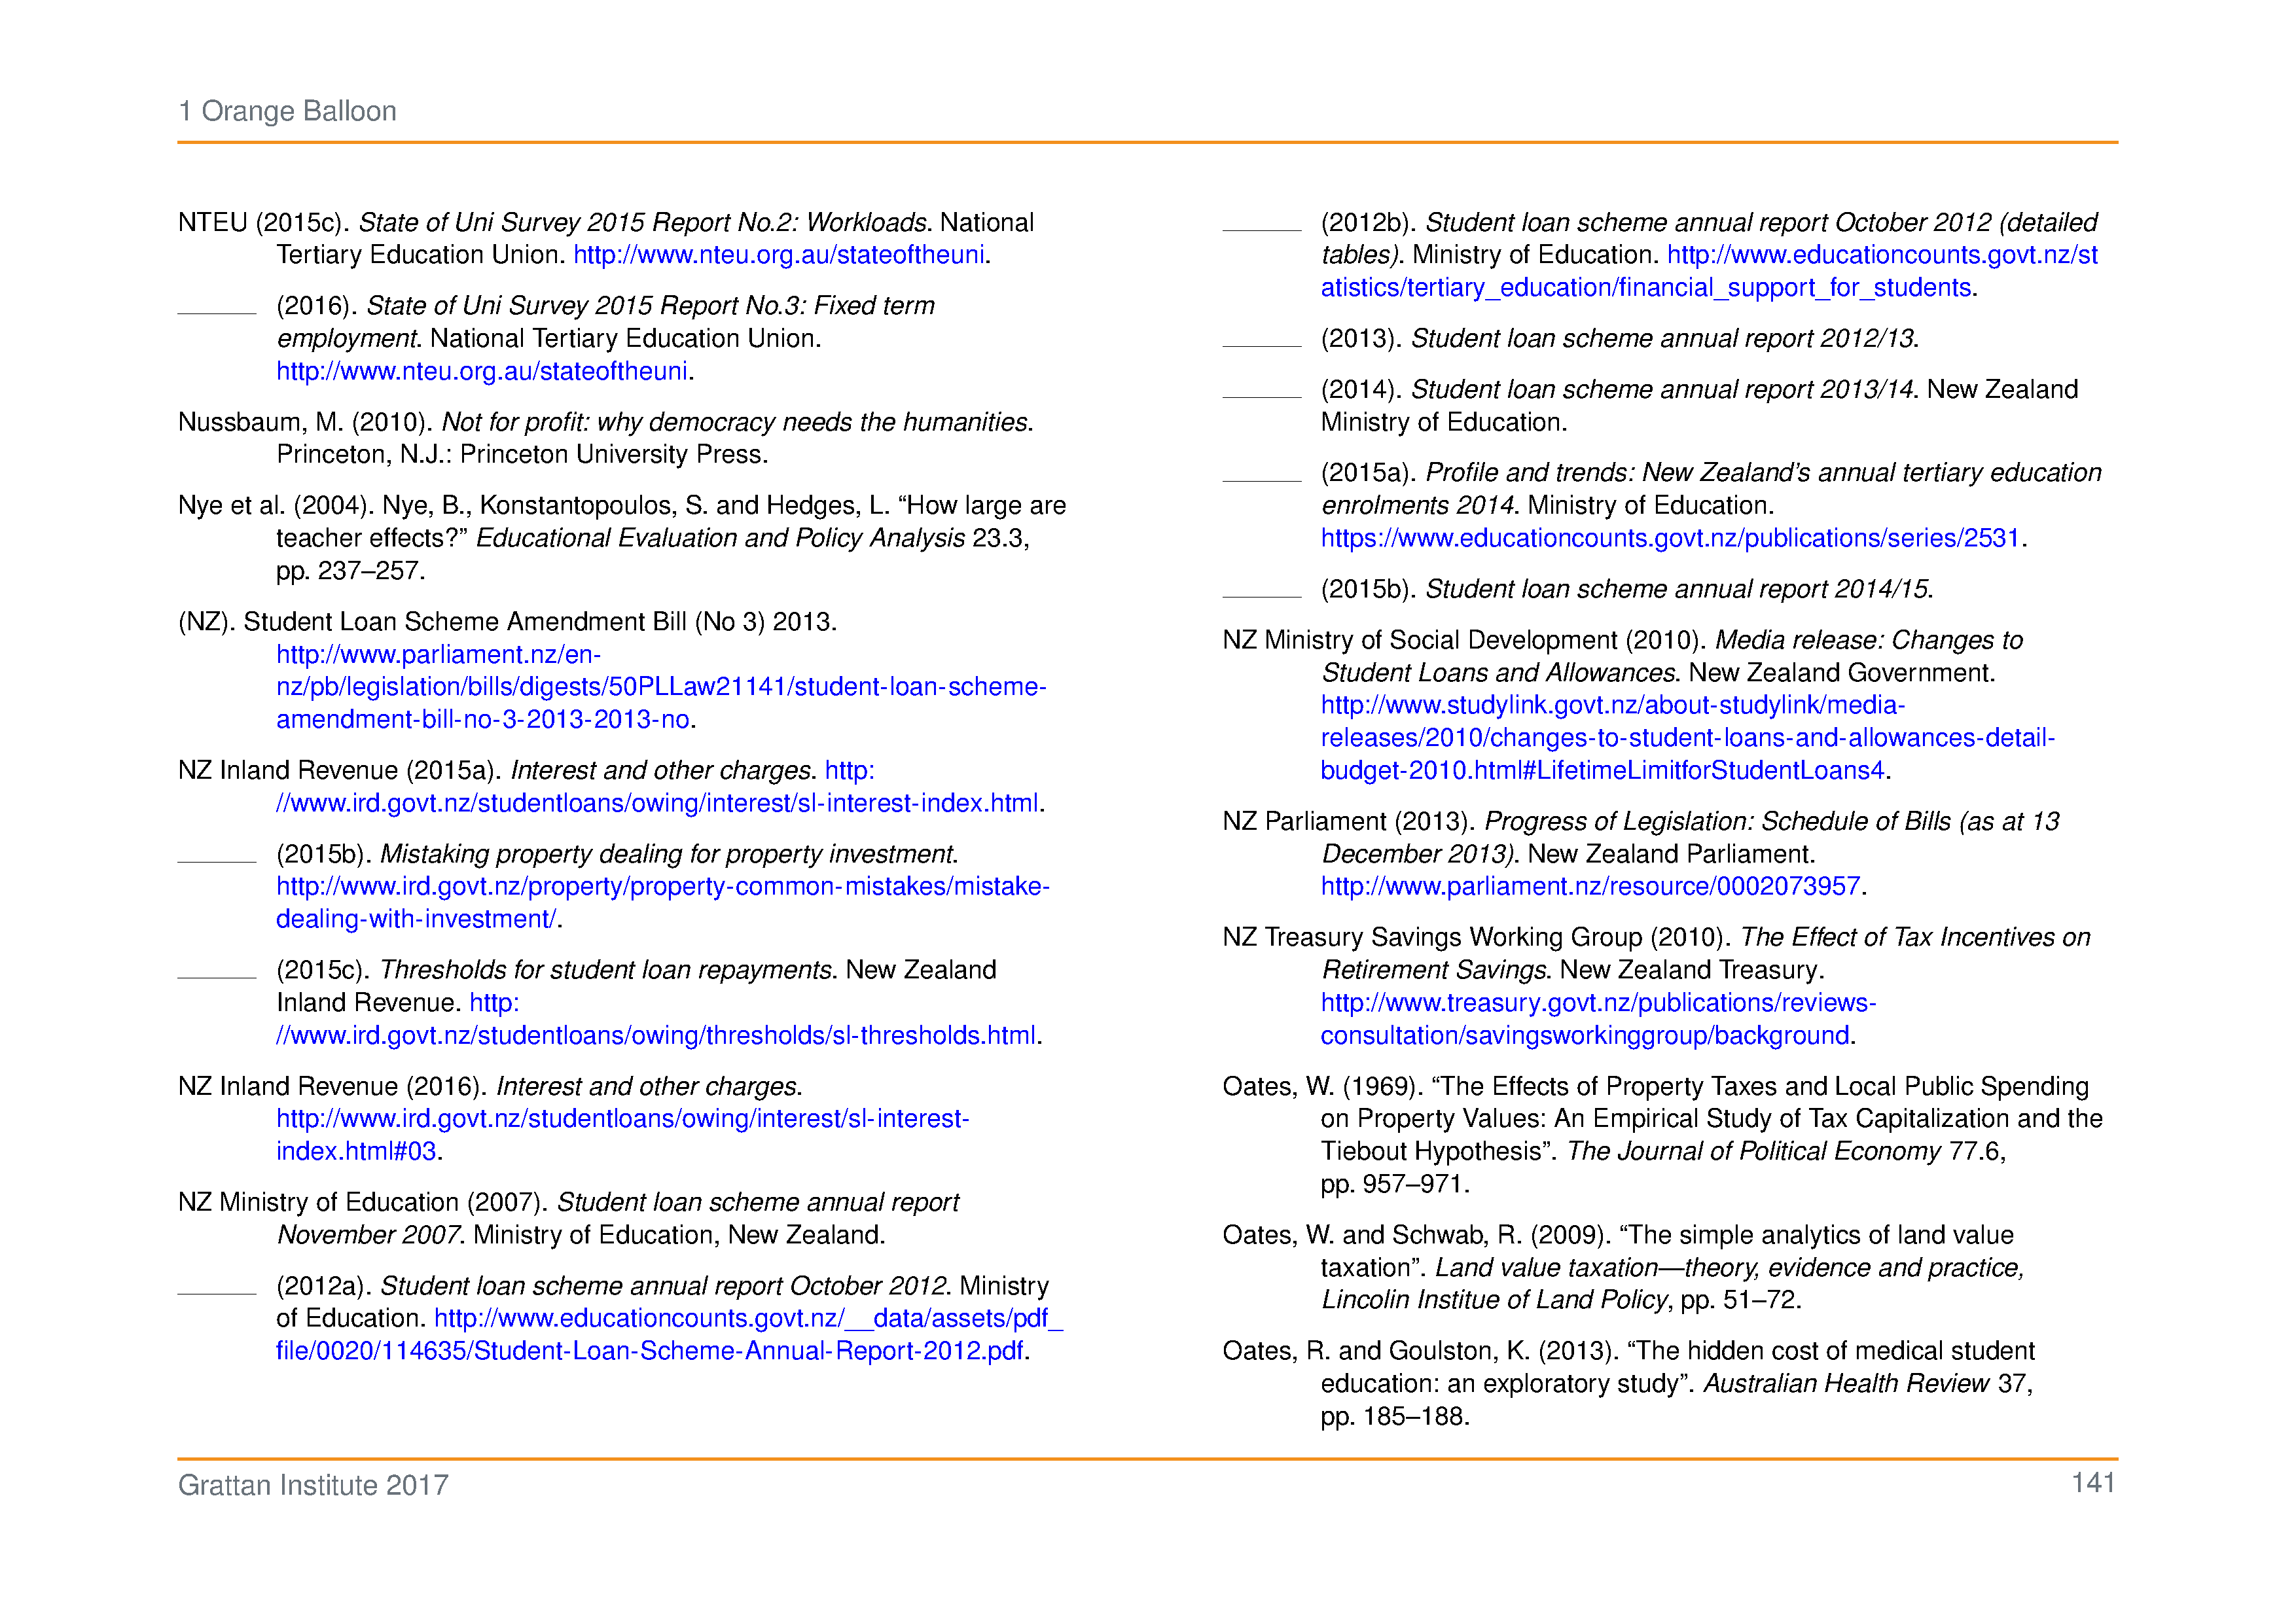 1 Orange Balloon
NTEU (2015c). State of Uni Survey 2015 Report No.2: Workloads. National
Tertiary Education Union. http://www.nteu.org.au/stateoftheuni.
(2016). State of Uni Survey 2015 Report No.3: Fixed term
employment. National Tertiary Education Union.
http://www.nteu.org.au/stateoftheuni.
Nussbaum, M. (2010). Not for profit: why democracy needs the humanities.
Princeton, N.J.: Princeton University Press.
Nye et al. (2004). Nye, B., Konstantopoulos, S. and Hedges, L. “How large are
teacher effects?” Educational Evaluation and Policy Analysis 23.3,
pp. 237–257.
(NZ). Student Loan Scheme Amendment Bill (No 3) 2013.
http://www.parliament.nz/en-
nz/pb/legislation/bills/digests/50PLLaw21141/student-loan-scheme-
amendment-bill-no-3-2013-2013-no.
NZ Inland Revenue (2015a). Interest and other charges. http:
//www.ird.govt.nz/studentloans/owing/interest/sl-interest-index.html.
(2015b). Mistaking property dealing for property investment.
http://www.ird.govt.nz/property/property-common-mistakes/mistake-
dealing-with-investment/.
(2015c). Thresholds for student loan repayments. New Zealand
Inland Revenue. http:
//www.ird.govt.nz/studentloans/owing/thresholds/sl-thresholds.html.
NZ Inland Revenue (2016). Interest and other charges.
http://www.ird.govt.nz/studentloans/owing/interest/sl-interest-
index.html#03.
NZ Ministry of Education (2007). Student loan scheme annual report
November 2007. Ministry of Education, New Zealand.
(2012a). Student loan scheme annual report October 2012. Ministry
of Education. http://www.educationcounts.govt.nz/__data/assets/pdf_
file/0020/114635/Student-Loan-Scheme-Annual-Report-2012.pdf.
(2012b). Student loan scheme annual report October 2012 (detailed
tables). Ministry of Education. http://www.educationcounts.govt.nz/st
atistics/tertiary_education/financial_support_for_students.
(2013). Student loan scheme annual report 2012/13.
(2014). Student loan scheme annual report 2013/14. New Zealand
Ministry of Education.
(2015a). Profile and trends: New Zealand’s annual tertiary education
enrolments 2014. Ministry of Education.
https://www.educationcounts.govt.nz/publications/series/2531.
(2015b). Student loan scheme annual report 2014/15.
NZ Ministry of Social Development (2010). Media release: Changes to
Student Loans and Allowances. New Zealand Government.
http://www.studylink.govt.nz/about-studylink/media-
releases/2010/changes-to-student-loans-and-allowances-detail-
budget-2010.html#LifetimeLimitforStudentLoans4.
NZ Parliament (2013). Progress of Legislation: Schedule of Bills (as at 13
December 2013). New Zealand Parliament.
http://www.parliament.nz/resource/0002073957.
NZ Treasury Savings Working Group (2010). The Effect of Tax Incentives on
Retirement Savings. New Zealand Treasury.
http://www.treasury.govt.nz/publications/reviews-
consultation/savingsworkinggroup/background.
Oates, W. (1969). “The Effects of Property Taxes and Local Public Spending
on Property Values: An Empirical Study of Tax Capitalization and the
Tiebout Hypothesis”. The Journal of Political Economy 77.6,
pp. 957–971.
Oates, W. and Schwab, R. (2009). “The simple analytics of land value
taxation”. Land value taxation—theory, evidence and practice,
Lincolin Institue of Land Policy, pp. 51–72.
Oates, R. and Goulston, K. (2013). “The hidden cost of medical student
education: an exploratory study”. Australian Health Review 37,
pp. 185–188.
Grattan Institute 2017
141